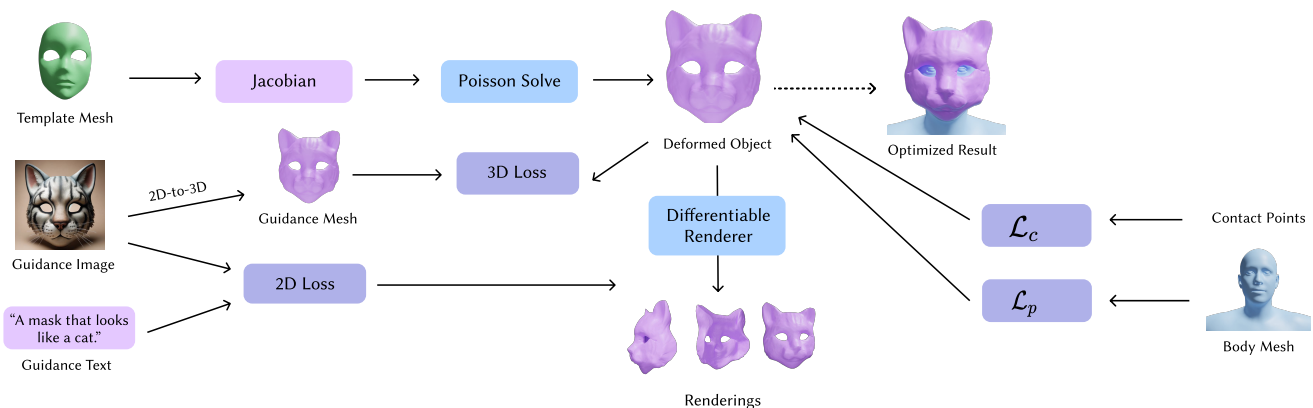 Template Mesh
Jacobian
Poisson Solve
Deformed Object
Optimized Result
2D-to-3D
Guidance Image
Guidance Mesh
3D Loss
Differentiable
Renderer
ℒc
Contact Points
2D Loss
ℒp
Body Mesh
“A mask that looks
like a cat.”
Guidance Text
Renderings